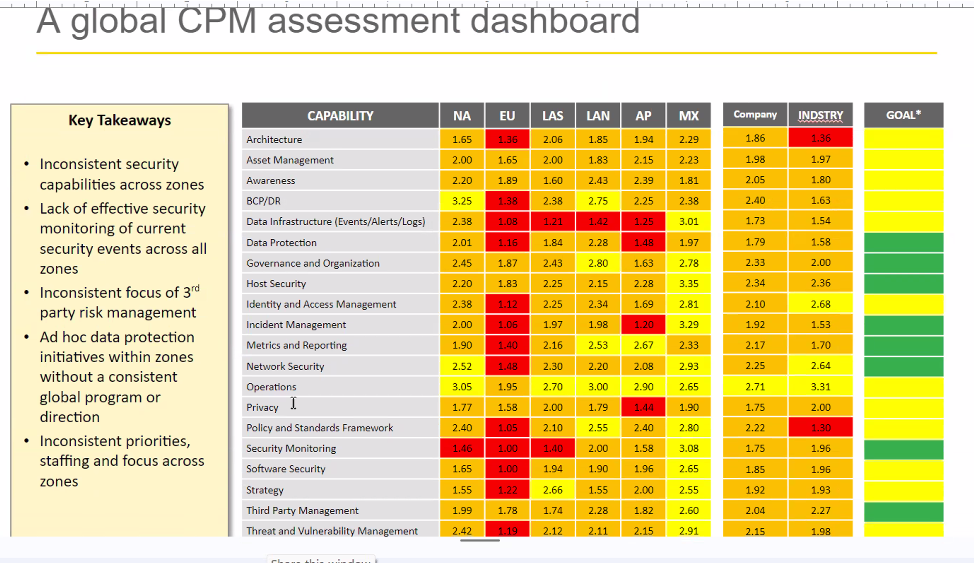 A global CPM assessment dashboard
Key Takeaways
• Inconsistent security
capabilities across zones
• Lack of effective security
monitoring of current
security events across all
zones
• Inconsistent focus of 3rd
party risk management
• Ad hoc data protection
initiatives within zones
without a consistent
global program or
direction
• Inconsistent priorities,
staffing and focus across
zones
CAPABILITY NA EU LAS LAN AP MX Company INDSTRY GOAL*
Architecture 1.65 1.36 2.06 1.85 1.94 2.29 1.86 1.36
Asset Management 2.00 1.65 2.00 1.83 2.15 2.23 1.98 1.97
Awareness 2.20 1.89 1.60 2.43 2.39 1.81 2.05 1.80
BCP/DR 3.25 1.38 2.38 2.75 2.25 2.38 2.40 1.63
Data Infrastructure (Events/Alerts/Logs) 2.38 1.08 1.21 1.42 1.25 3.01 1.73 1.54
Data Protection 2.01 1.16 1.84 2.28 1.48 1.97 1.79 1.58
Governance and Organization 2.45 1.87 2.43 2.80 1.63 2.78 2.33 2.00
Host Security 2.20 1.83 2.25 2.15 2.28 3.35 2.34 2.36
Identity and Access Management 2.38 1.12 2.25 2.34 1.69 2.81 2.10 2.68
Incident Management 2.00 1.06 1.97 1.98 1.20 3.29 1.92 1.53
Metrics and Reporting 1.90 1.40 2.16 2.53 2.67 2.33 2.17 1.70
Network Security 2.52 1.48 2.30 2.20 2.08 2.93 2.25 2.64
Operations 3.05 1.95 2.70 3.00 2.90 2.65 2.71 3.31
Privacy 1.77 1.58 2.00 1.79 1.44 1.90 1.75 2.00
Policy and Standards Framework 2.40 1.05 2.10 2.55 2.40 2.80 2.22 1.30
Security Monitoring 1.46 1.00 1.40 2.00 1.58 3.08 1.75 1.96
Software Security 1.65 1.00 1.94 1.90 1.96 2.65 1.85 1.96
Strategy 1.55 1.22 2.66 1.55 2.00 2.55 1.92 1.93
Third Party Management 1.99 1.78 1.74 2.28 1.82 2.60 2.04 2.27
Threat and Vulnerability Management 2.42 1.19 2.12 2.11 2.15 2.91 2.15 1.98